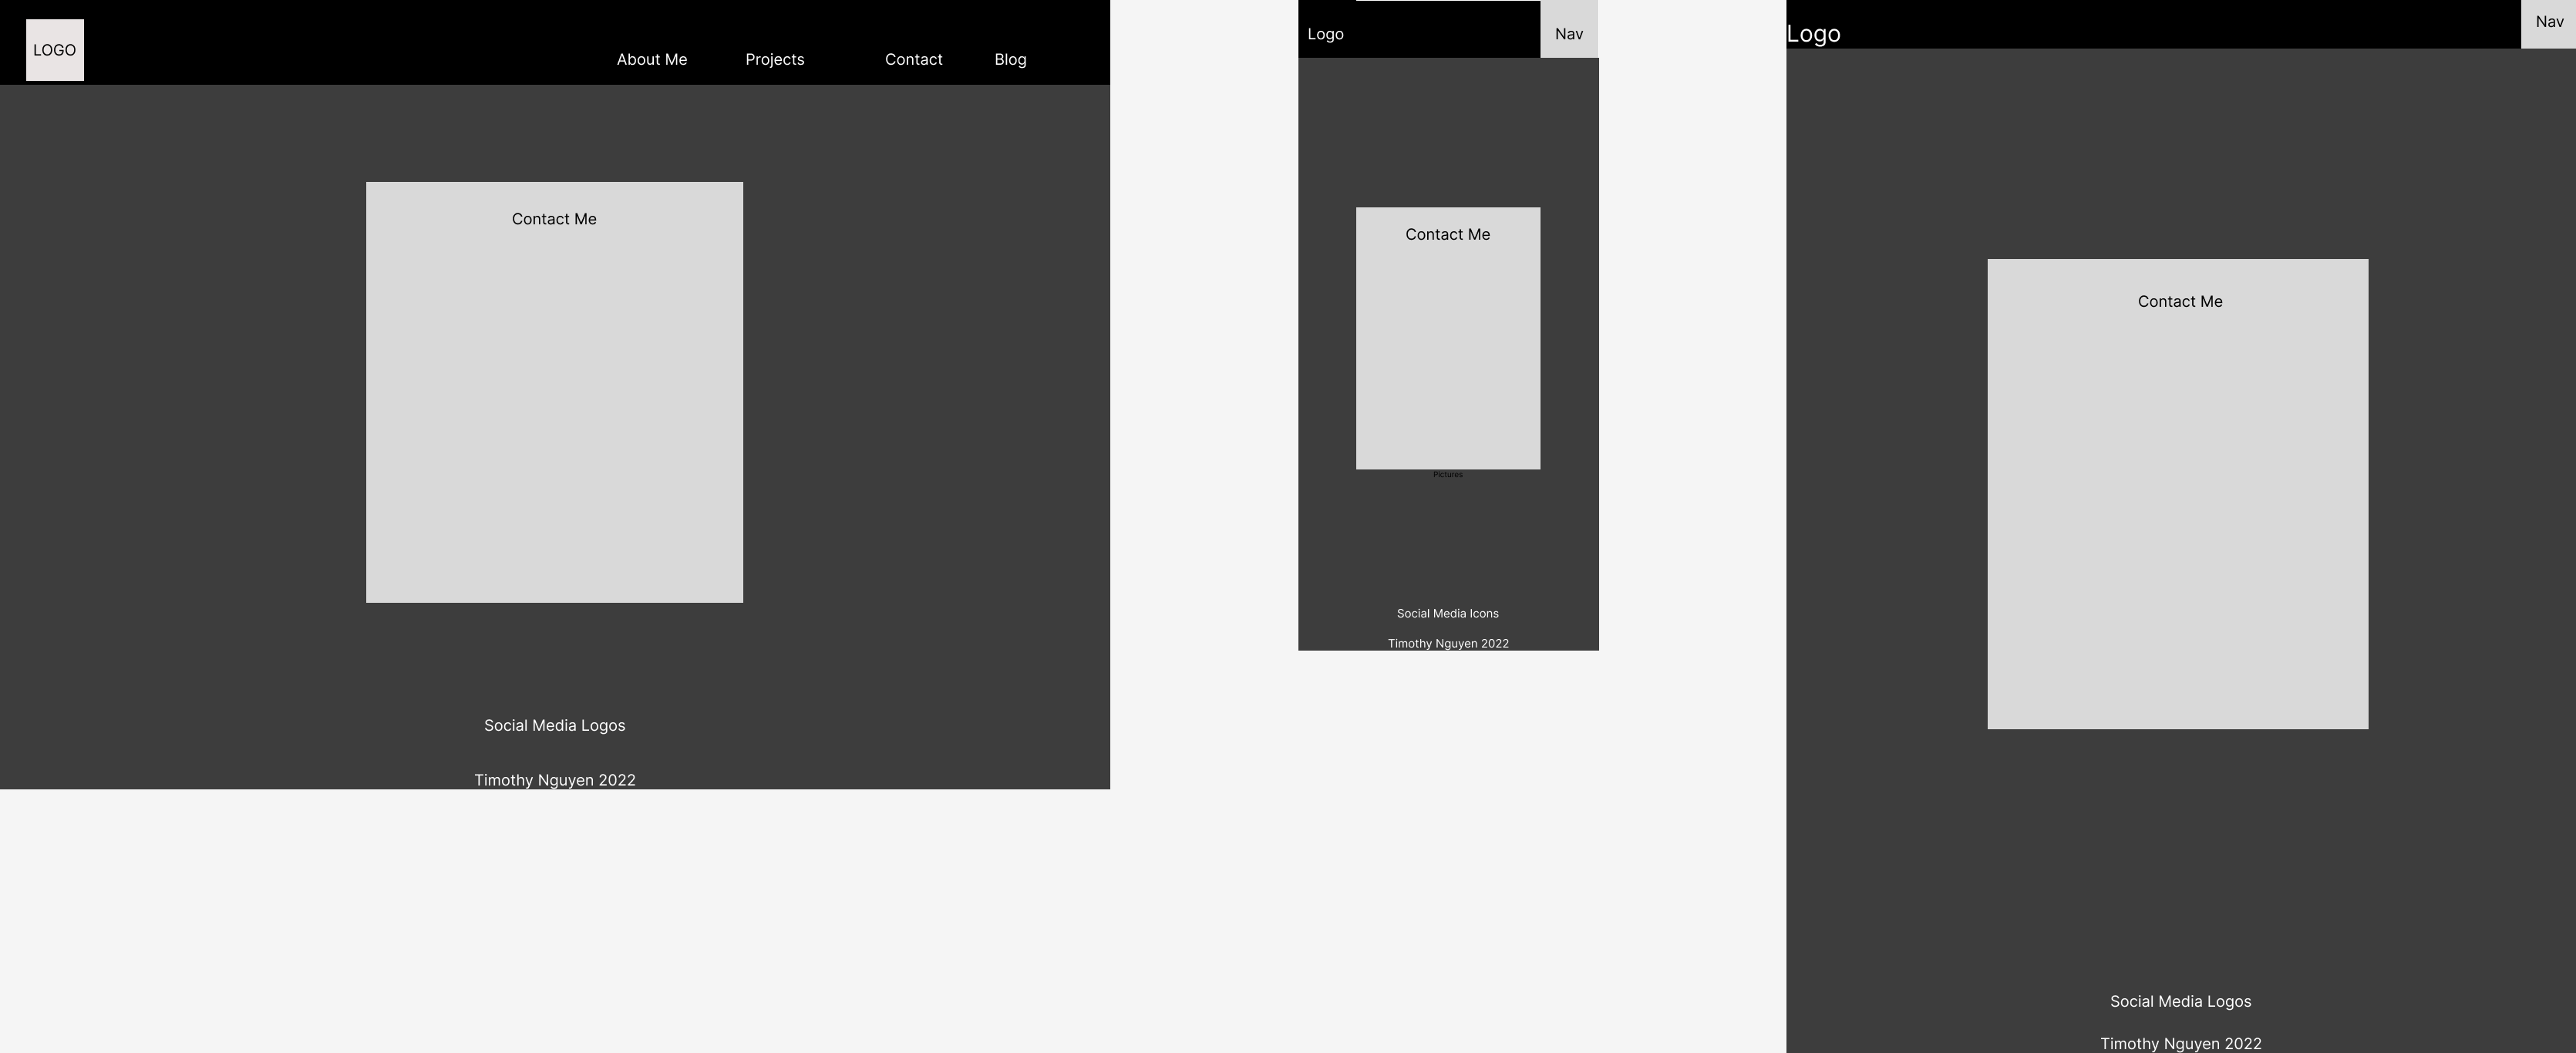 LOGO
About Me
Projects
Contact
Blog
Contact Me
Social Media Logos
Timothy Nguyen 2022
Logo
Nav
Contact Me
Pictures
Social Media Icons
Timothy Nguyen 2022
Logo
Nav
Contact Me
Social Media Logos
Timothy Nguyen 2022